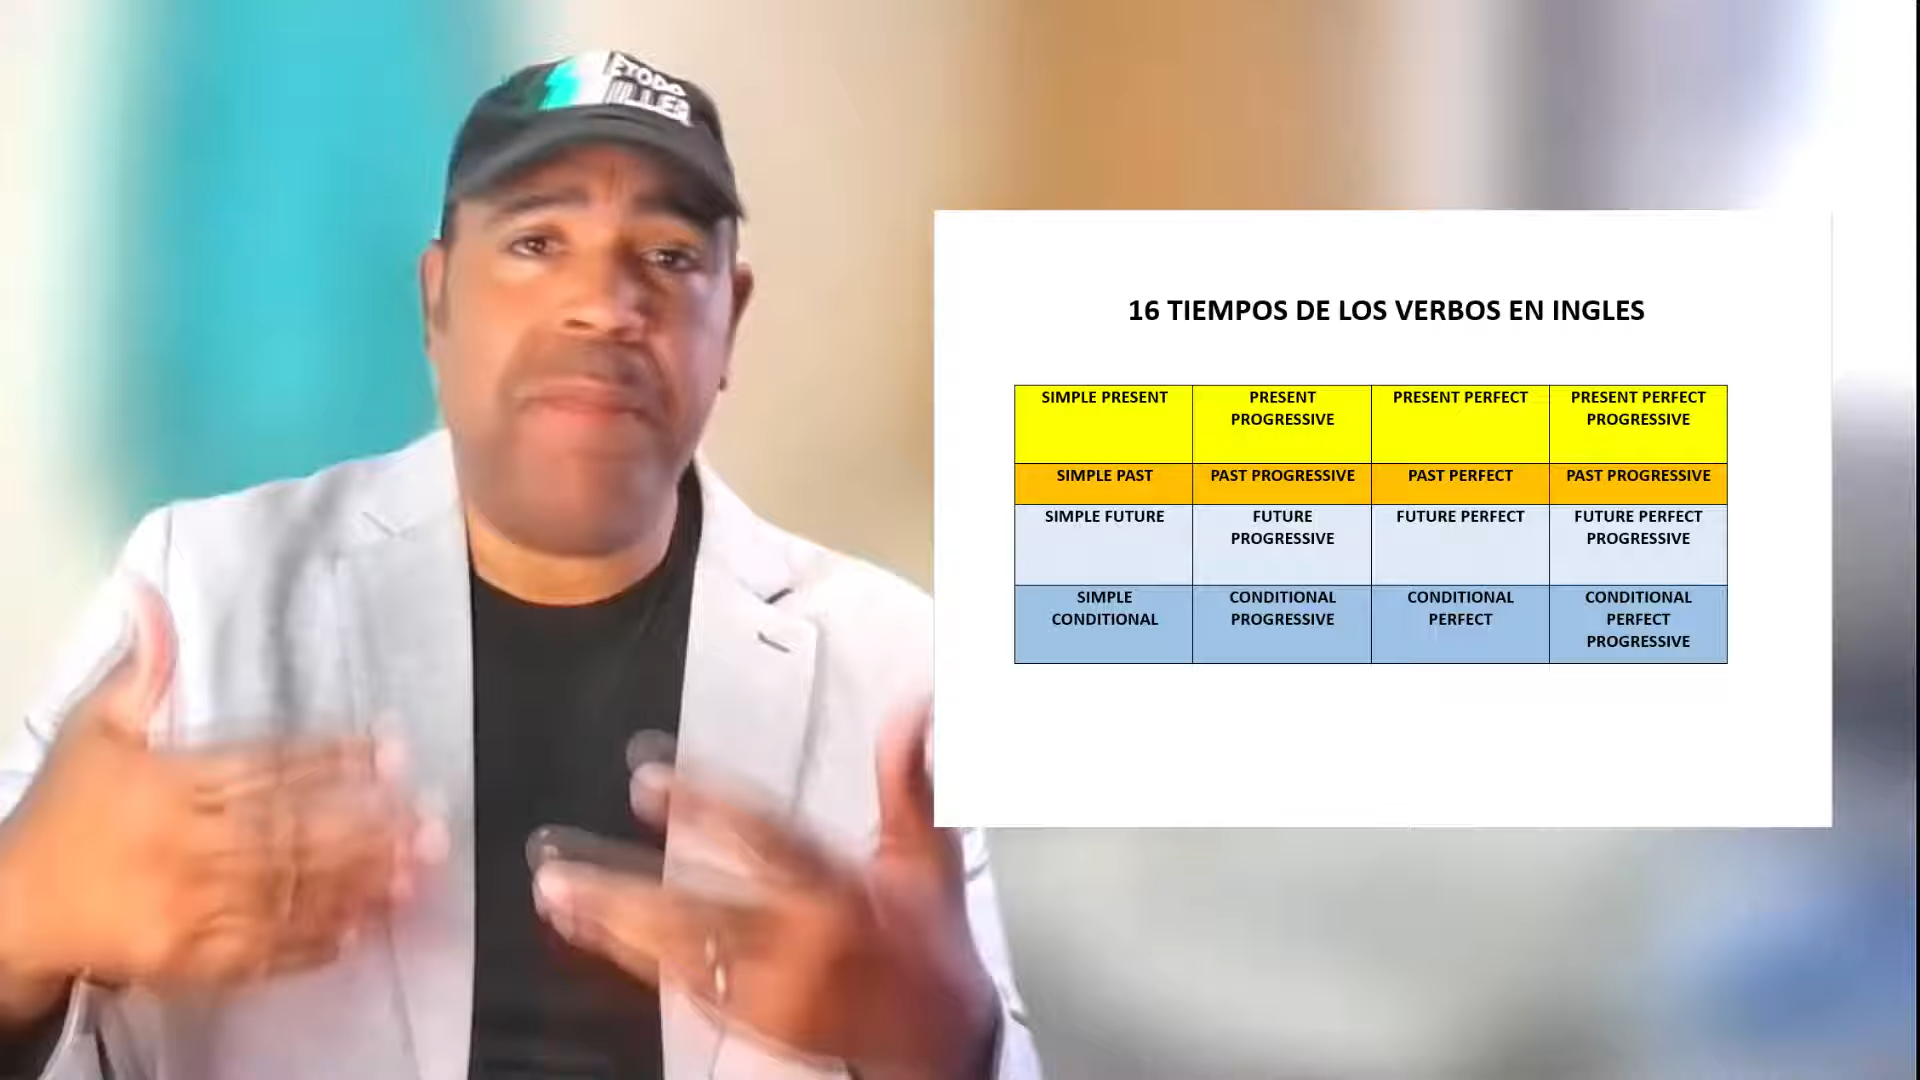 ETODO
ILLER
16 TIEMPOS DE LOS VERBOS EN INGLES
SIMPLE PRESENT
PRESENT
PROGRESSIVE
PRESENT PERFECT
PRESENT PERFECT
PROGRESSIVE
SIMPLE PAST
PAST PROGRESSIVE
PAST PERFECT
PAST PROGRESSIVE
SIMPLE FUTURE
FUTURE
PROGRESSIVE
FUTURE PERFECT
FUTURE PERFECT
PROGRESSIVE
SIMPLE
CONDITIONAL
CONDITIONAL
PROGRESSIVE
CONDITIONAL
PERFECT
CONDITIONAL
PERFECT
PROGRESSIVE